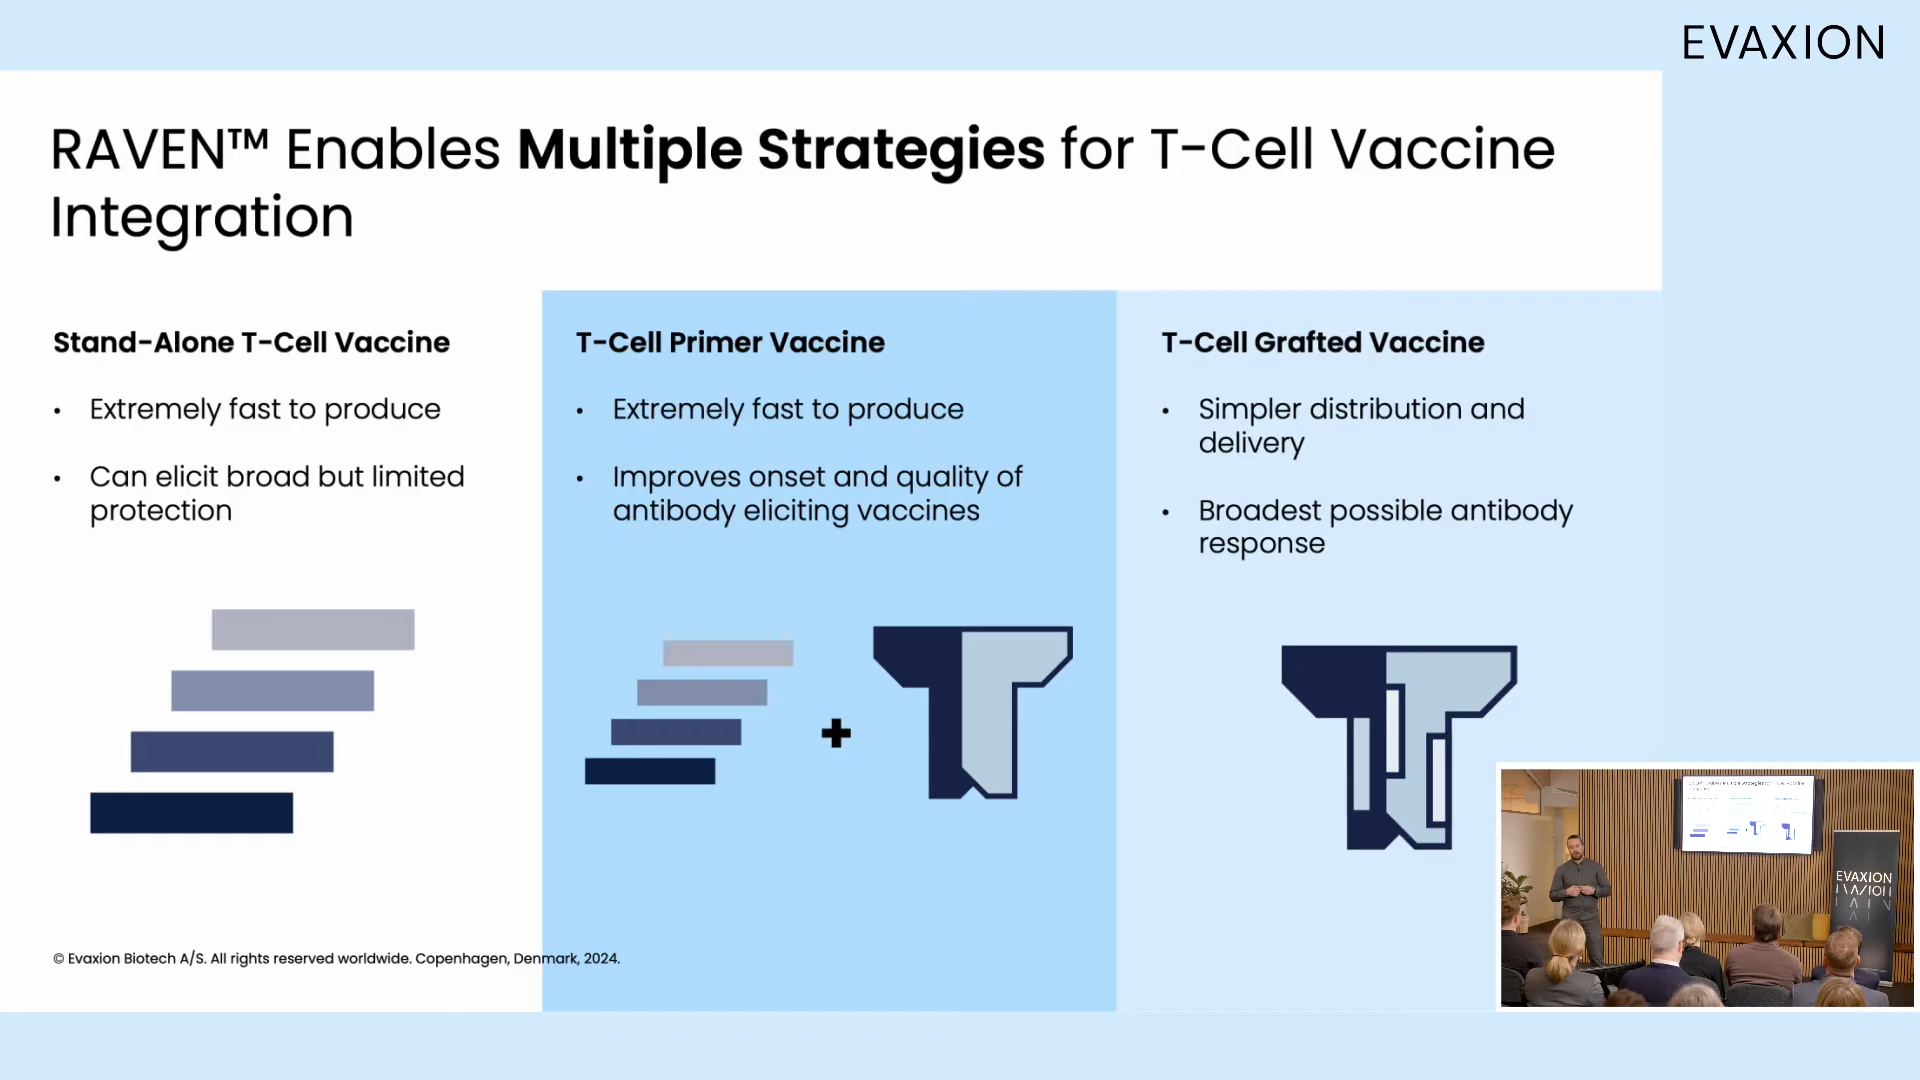 EVAXION
RAVEN™ Enables Multiple Strategies for T-Cell Vaccine
Integration
Stand-Alone T-Cell Vaccine
• Extremely fast to produce
• Can elicit broad but limited
protection
T-Cell Primer Vaccine
• Extremely fast to produce
• Improves onset and quality of
antibody eliciting vaccines
+
T-Cell Grafted Vaccine
• Simpler distribution and
delivery
• Broadest possible antibody
response
© Evaxion Biotech A/S. All rights reserved worldwide. Copenhagen, Denmark, 2024.
EVAXION